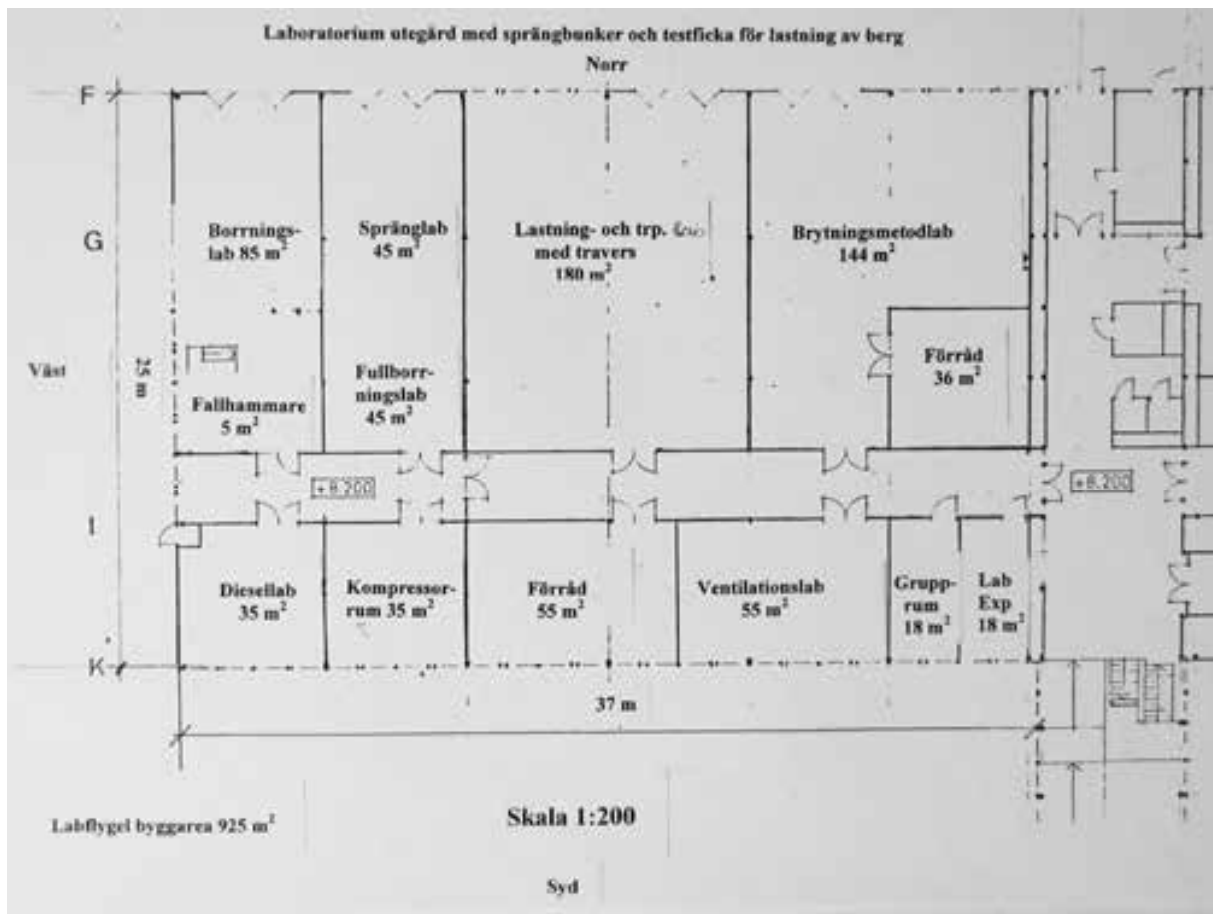 Laboratorium utegård med sprängbunker och testficka för lastning av berg
Norr
F
G
Borrnings-
lab 85 m²
Spränglab
45 m²
Lastning- och trp.
med travers
180 m²
Brytningsmetodlab
144 m²
Väst
25 m
Fallhammare
5 m²
Fullborr-
ningslab
45 m²
Förråd
36 m²
+8.200
+8.200
I
Diesellab
35 m²
Kompressor-
rum 35 m²
Förråd
55 m²
Ventilationslab
55 m²
Grupp-
rum
18 m²
Lab
Exp
18 m²
K
37 m
Labflygel byggarea 925 m²
Skala 1:200
Syd